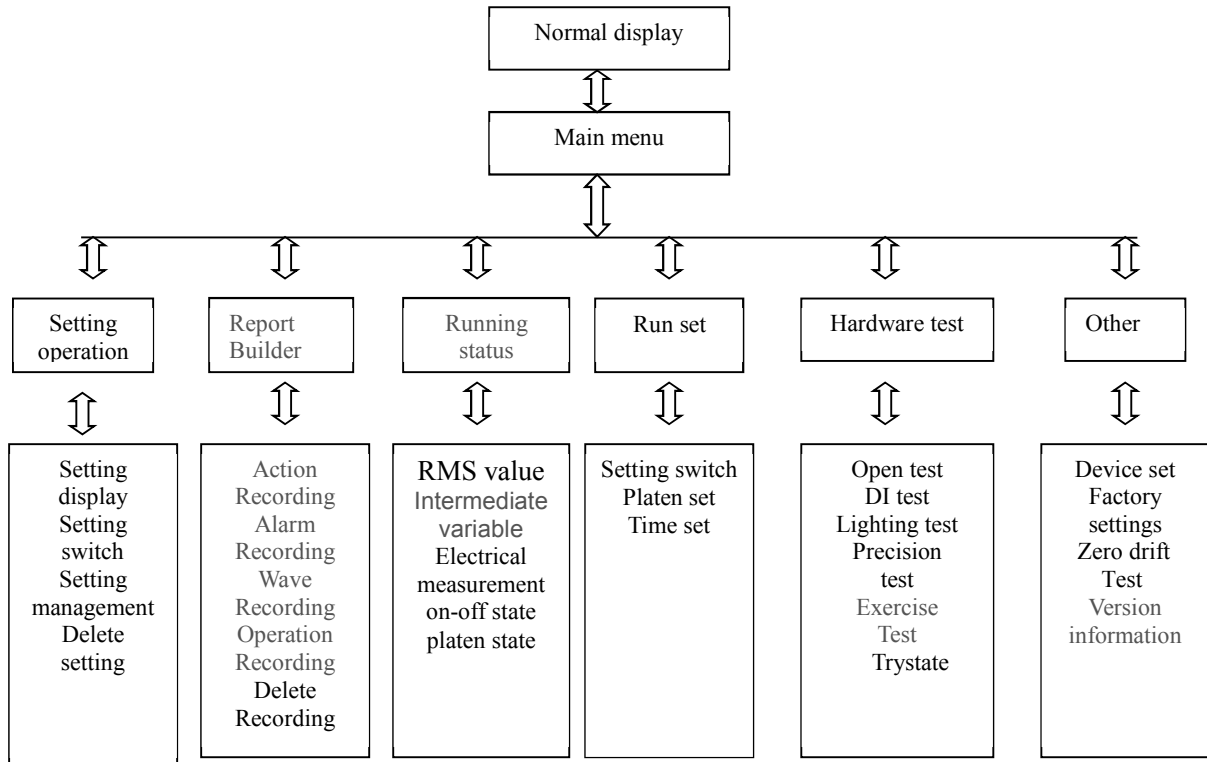 Normal display
Main menu
Setting
operation
Report
Builder
Running
status
Run set
Hardware test
Other
Setting
display
Setting
switch
Setting
management
Delete
setting
Action
Recording
Alarm
Recording
Wave
Recording
Operation
Recording
Delete
Recording
RMS value
Intermediate
variable
Electrical
measurement
on-off state
platen state
Setting switch
Platen set
Time set
Open test
DI test
Lighting test
Precision
test
Exercise
Test
Trystate
Device set
Factory
settings
Zero drift
Test
Version
information